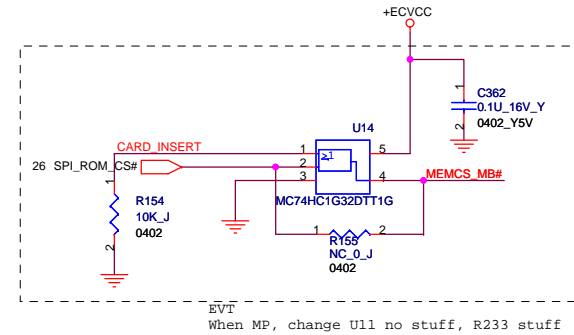 +ECVCC
1
C362
0.1U_16V_Y
2
0402_Y5V
U14
CARD_INSERT
1
≥1
5
26 SPI_ROM_CS#
2
3
4
MEMCS_MB#
1
MC74HC1G32DTT1G
R154
10K_J
0402
2
1
2
R155
NC_0_J
0402
EVT
When MP, change U11 no stuff, R233 stuff